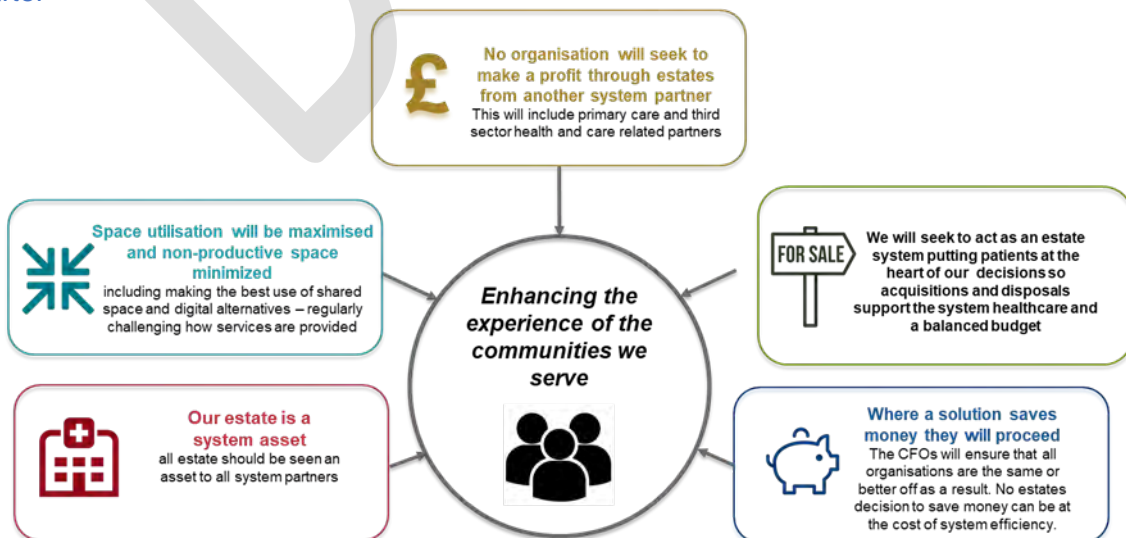 No organisation will seek to
make a profit through estates
from another system partner
This will include primary care and third
sector health and care related partners
Space utilisation will be maximised
and non-productive space
minimized
including making the best use of shared
space and digital alternatives – regularly
challenging how services are provided
FOR SALE
We will seek to act as an estate
system putting patients at the
heart of our decisions so
acquisitions and disposals
support the system healthcare and
a balanced budget
Enhancing the
experience of the
communities we
serve
Our estate is a
system asset
all estate should be seen an
asset to all system partners
Where a solution saves
money they will proceed
The CFOs will ensure that all
organisations are the same or
better off as a result. No estates
decision to save money can be at
the cost of system efficiency.